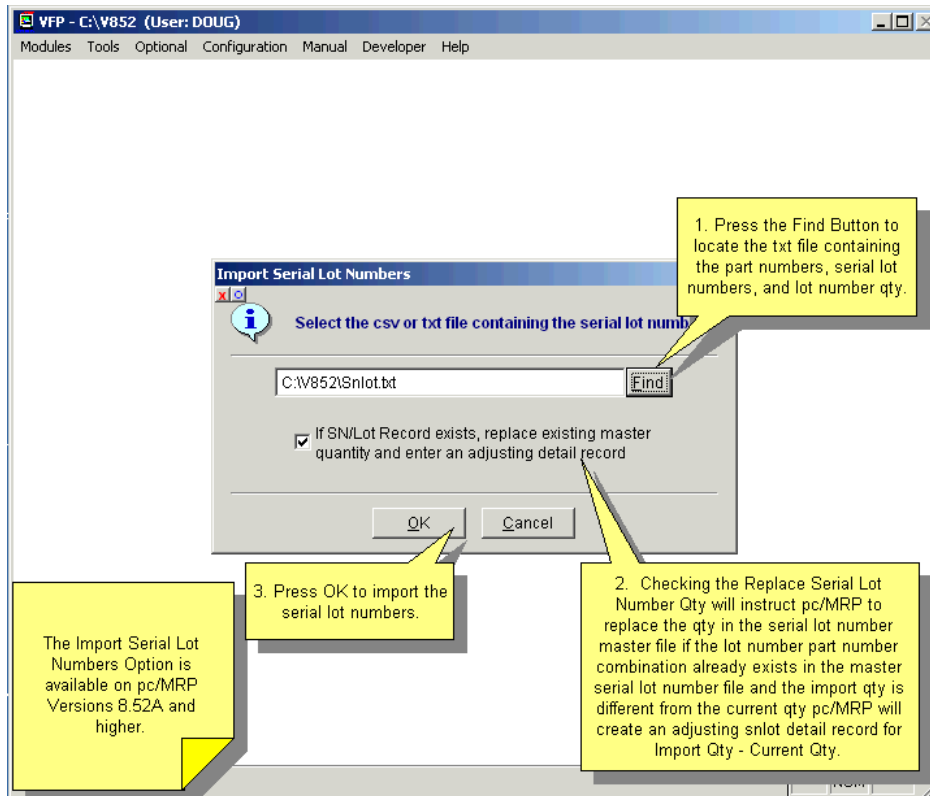 VFP - C:\V852 (User: DOUG)
Modules Tools Optional Configuration Manual Developer Help
1. Press the Find Button to
locate the txt file containing
the part numbers, serial lot
numbers, and lot number qty.
Import Serial Lot Numbers
Select the csv or txt file containing the serial lot
C:\V852\Snlot.txt
Find
If SN/Lot Record exists, replace existing master
quantity and enter an adjusting detail record
OK Cancel
3. Press OK to import the
serial lot numbers.
2. Checking the Replace Serial Lot
Number Qty will instruct pc/MRP to
replace the qty in the serial lot number
master file if the lot number part number
combination already exists in the master
serial lot number file and the import qty is
different from the current qty pc/MRP will
create an adjusting snlot detail record for
Import Qty - Current Qty.
The Import Serial Lot
Numbers Option is
available on pc/MRP
Versions 8.52A and
higher.